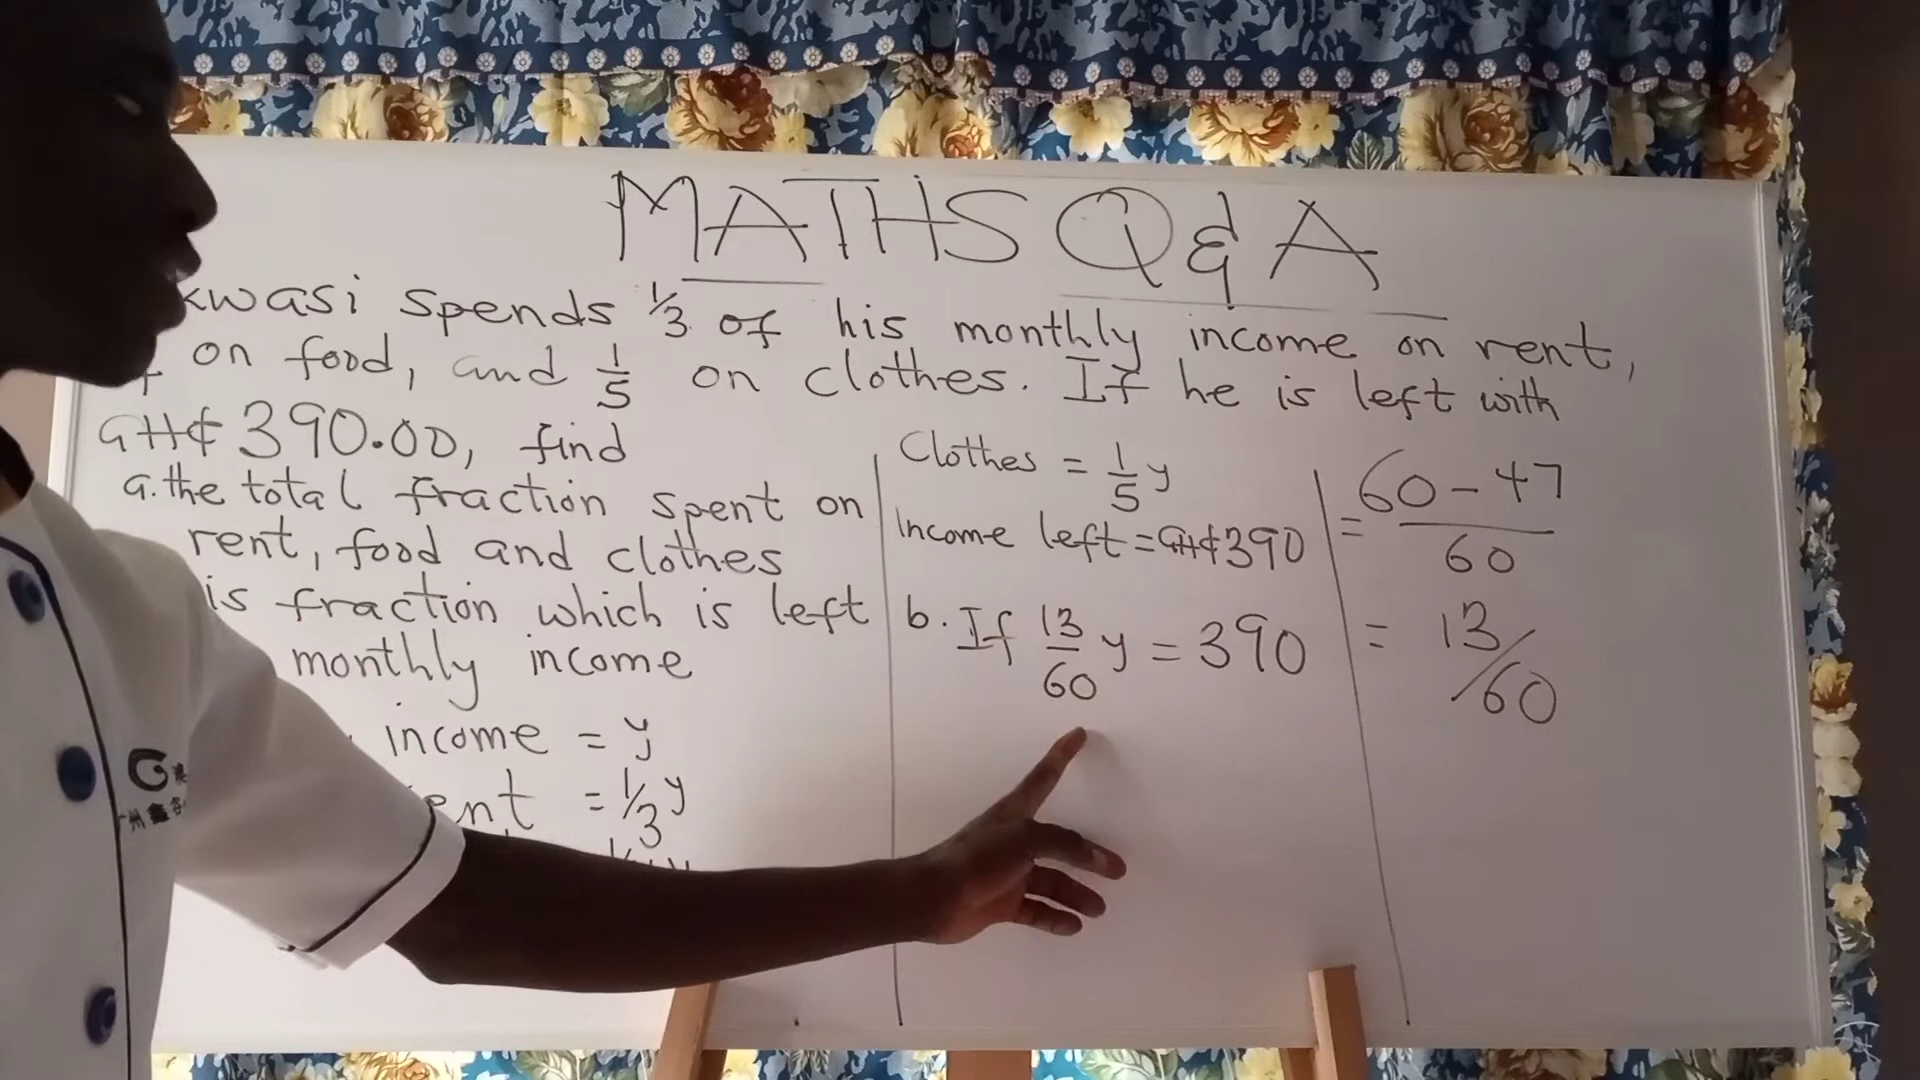 MATHS Q & A
kwasi spends 1/3 of his monthly income on rent,
on food, and 1/5 on clothes. If he is left with
GH¢ 390.00, find
a. the total fraction spent on
rent, food and clothes
is fraction which is left
monthly income
income = y
ent = 1/3 y
Clothes = 1/5 y
Income left = GH¢390
b. If 13/60 y = 390
= 60 - 47 / 60
= 13/60